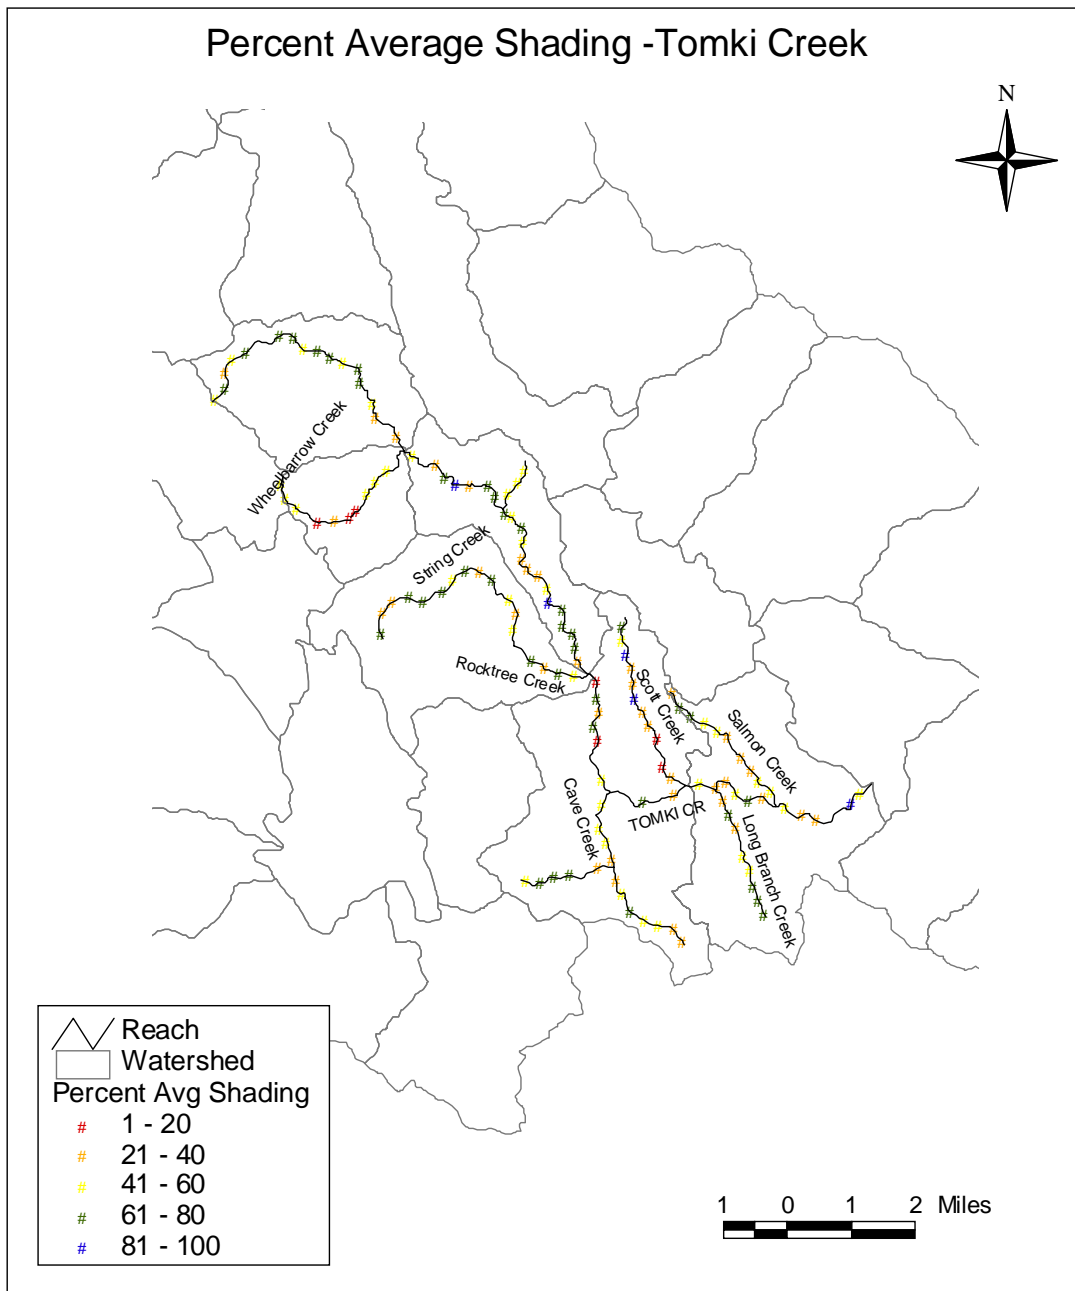 Percent Average Shading -Tomki Creek
N
Wheelbarrow Creek
String Creek
Rocktree Creek
Scott Creek
Salmon Creek
Cave Creek
TOMKI CR
Long Branch Creek
Reach
Watershed
Percent Avg Shading
# 1 - 20
# 21 - 40
# 41 - 60
# 61 - 80
# 81 - 100
1 0 1 2 Miles